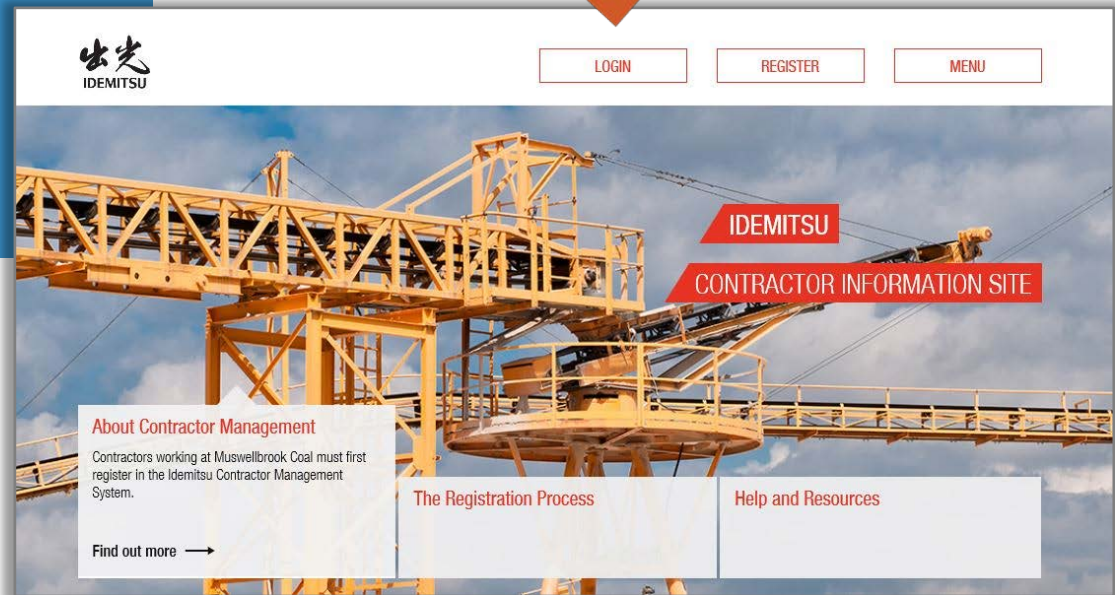 出光
IDEMITSU
LOGIN
REGISTER
MENU
IDEMITSU
CONTRACTOR INFORMATION SITE
About Contractor Management
Contractors working at Muswellbrook Coal must first
register in the Idemitsu Contractor Management
System.
Find out more
The Registration Process
Help and Resources